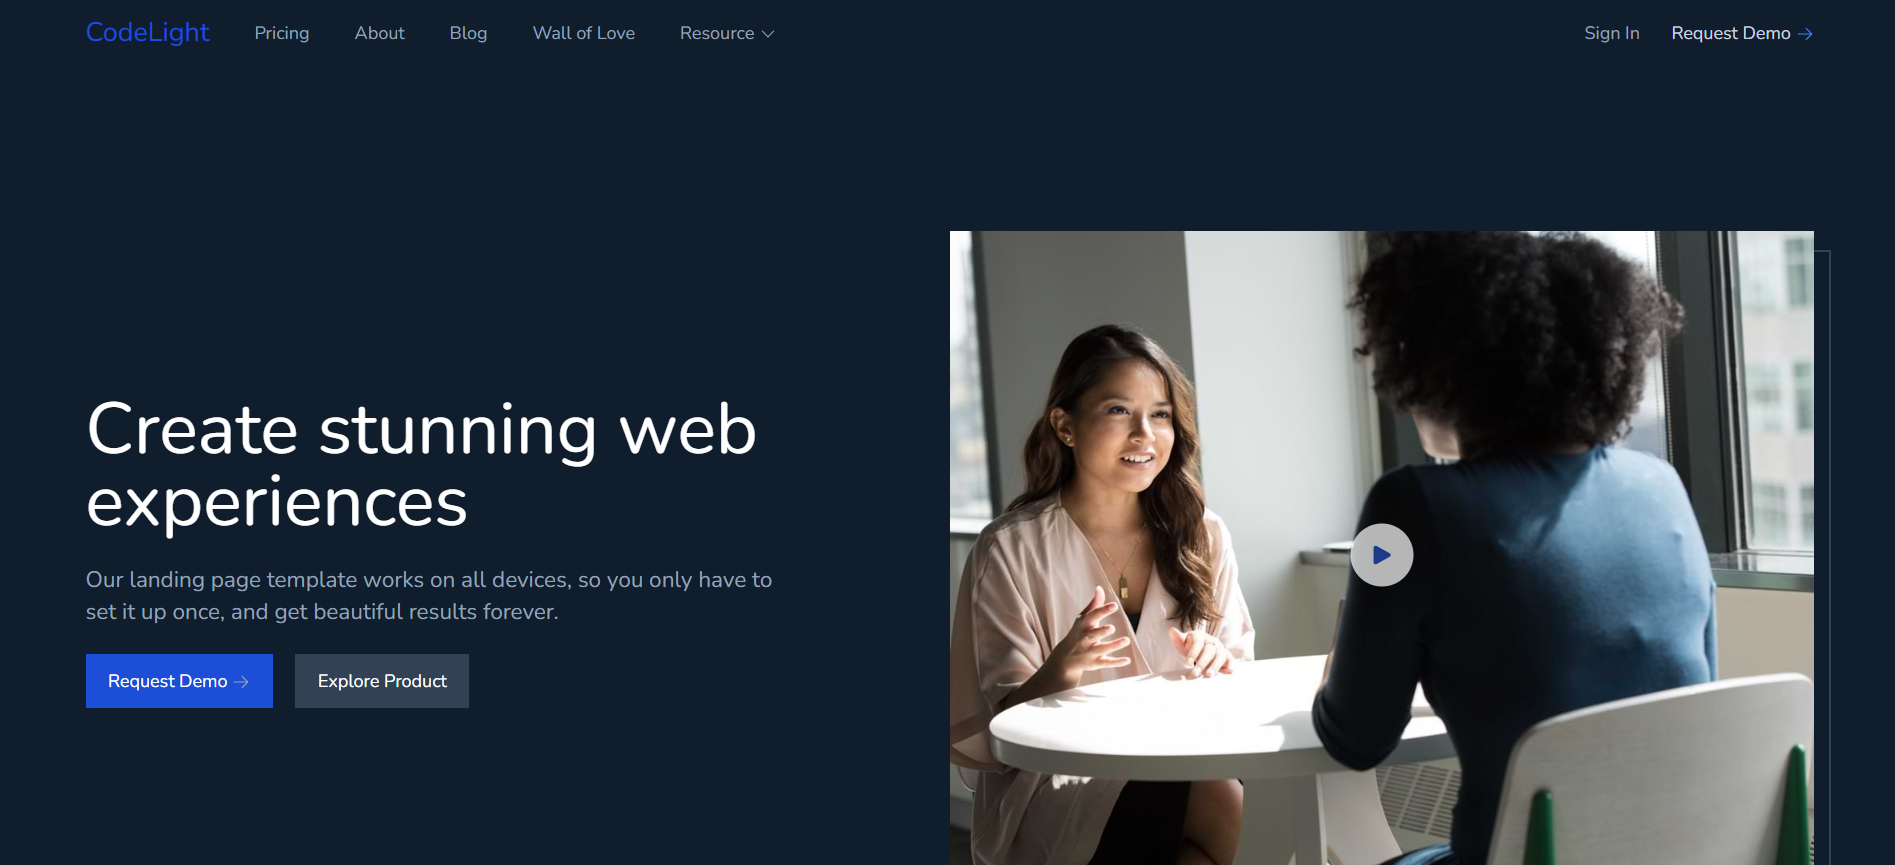 CodeLight Pricing About Blog Wall of Love Resource Sign In Request Demo
Create stunning web
experiences
Our landing page template works on all devices, so you only have to
set it up once, and get beautiful results forever.
Request Demo Explore Product